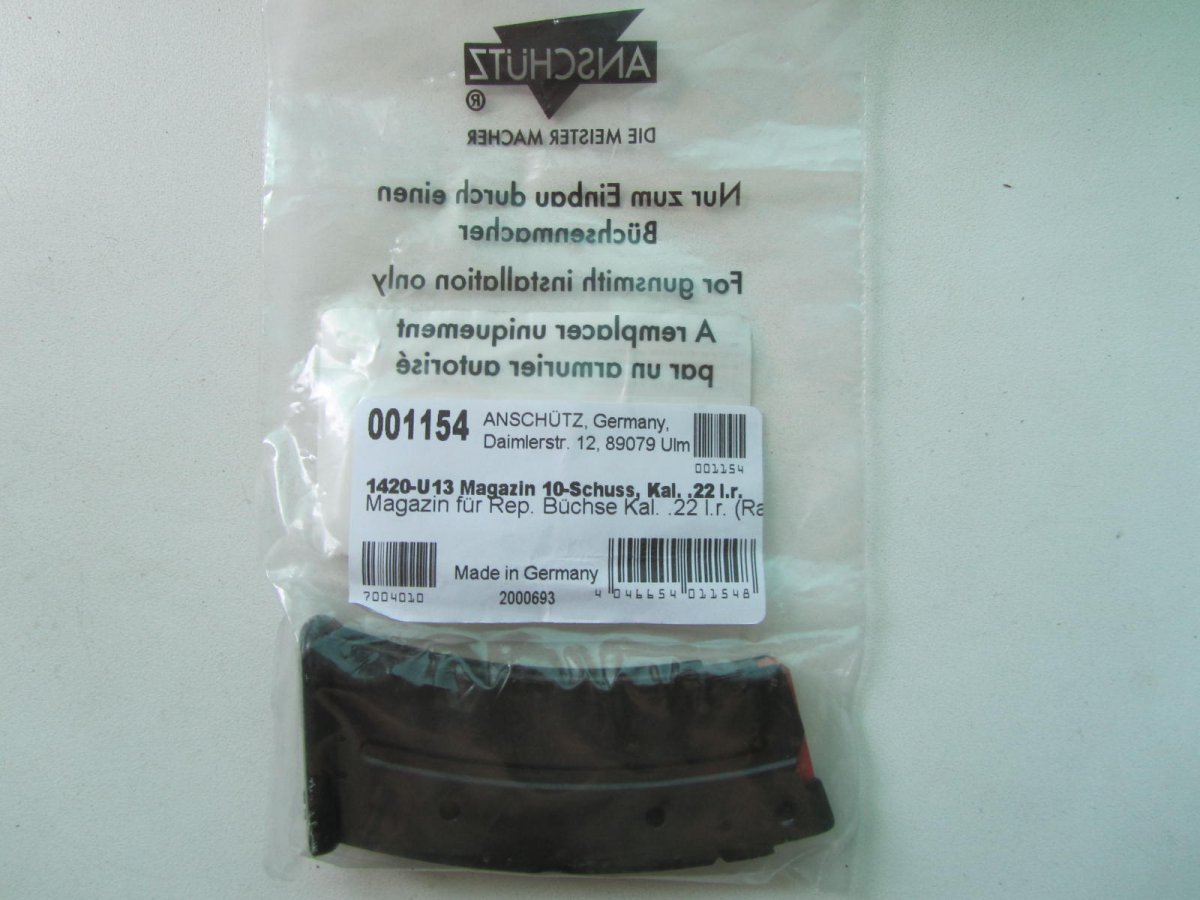 ANSCHÜTZ
®
DIE MEISTER MACHER
Nur zum Einbau durch einen
Büchsenmacher
For gunsmith installation only
A remplacer uniquement
par un armurier autorisé
001154
ANSCHÜTZ, Germany,
Daimlerstr. 12, 89079 Ulm
001154
1420-U13 Magazin 10-Schuss, Kal. .22 l.r.
Magazin für Rep. Büchse Kal. .22 l.r. (Ra
7004010
Made in Germany
2000693
4 046654 011548